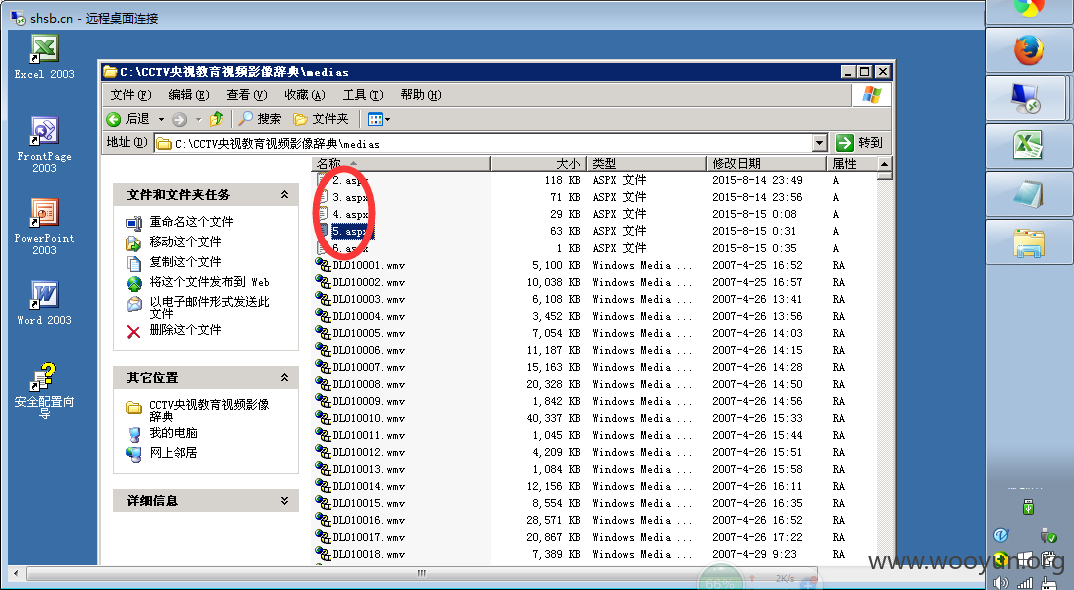 shsb.cn - 远程桌面连接
Excel 2003
FrontPage
2003
PowerPoint
2003
Word 2003
安全配置向
导
C:\CCTV央视教育视频影像辞典\medias
文件(F) 编辑(E) 查看(V) 收藏(A) 工具(T) 帮助(H)
后退 搜索 文件夹
地址(D) C:\CCTV央视教育视频影像辞典\medias 转到
文件和文件夹任务
重命名这个文件
移动这个文件
复制这个文件
将这个文件发布到 Web
以电子邮件形式发送此
文件
删除这个文件
其它位置
CCTV央视教育视频影像
辞典
我的电脑
网上邻居
详细信息
名称 大小 类型 修改日期 属性
2.aspx 118 KB ASPX 文件 2015-8-14 23:49 A
3.aspx 71 KB ASPX 文件 2015-8-14 23:56 A
4.aspx 29 KB ASPX 文件 2015-8-15 0:08 A
5.aspx 63 KB ASPX 文件 2015-8-15 0:31 A
6.aspx 1 KB ASPX 文件 2015-8-15 0:35 A
DL010001.wmv 5,100 KB Windows Media ... 2007-4-25 16:52 RA
DL010002.wmv 10,038 KB Windows Media ... 2007-4-25 16:57 RA
DL010003.wmv 6,108 KB Windows Media ... 2007-4-26 13:41 RA
DL010004.wmv 3,452 KB Windows Media ... 2007-4-26 13:56 RA
DL010005.wmv 7,054 KB Windows Media ... 2007-4-26 14:03 RA
DL010006.wmv 11,187 KB Windows Media ... 2007-4-26 14:15 RA
DL010007.wmv 15,163 KB Windows Media ... 2007-4-26 14:28 RA
DL010008.wmv 20,328 KB Windows Media ... 2007-4-26 14:50 RA
DL010009.wmv 1,842 KB Windows Media ... 2007-4-26 14:56 RA
DL010010.wmv 40,337 KB Windows Media ... 2007-4-26 15:33 RA
DL010011.wmv 1,045 KB Windows Media ... 2007-4-26 15:44 RA
DL010012.wmv 4,209 KB Windows Media ... 2007-4-26 15:51 RA
DL010013.wmv 1,084 KB Windows Media ... 2007-4-26 15:58 RA
DL010014.wmv 12,156 KB Windows Media ... 2007-4-26 16:11 RA
DL010015.wmv 8,554 KB Windows Media ... 2007-4-26 16:35 RA
DL010016.wmv 28,571 KB Windows Media ... 2007-4-26 16:52 RA
DL010017.wmv 20,867 KB Windows Media ... 2007-4-26 17:22 RA
DL010018.wmv 7,389 KB Windows Media ... 2007-4-29 9:23 RA
www.wooyun.org
66% 2K/s